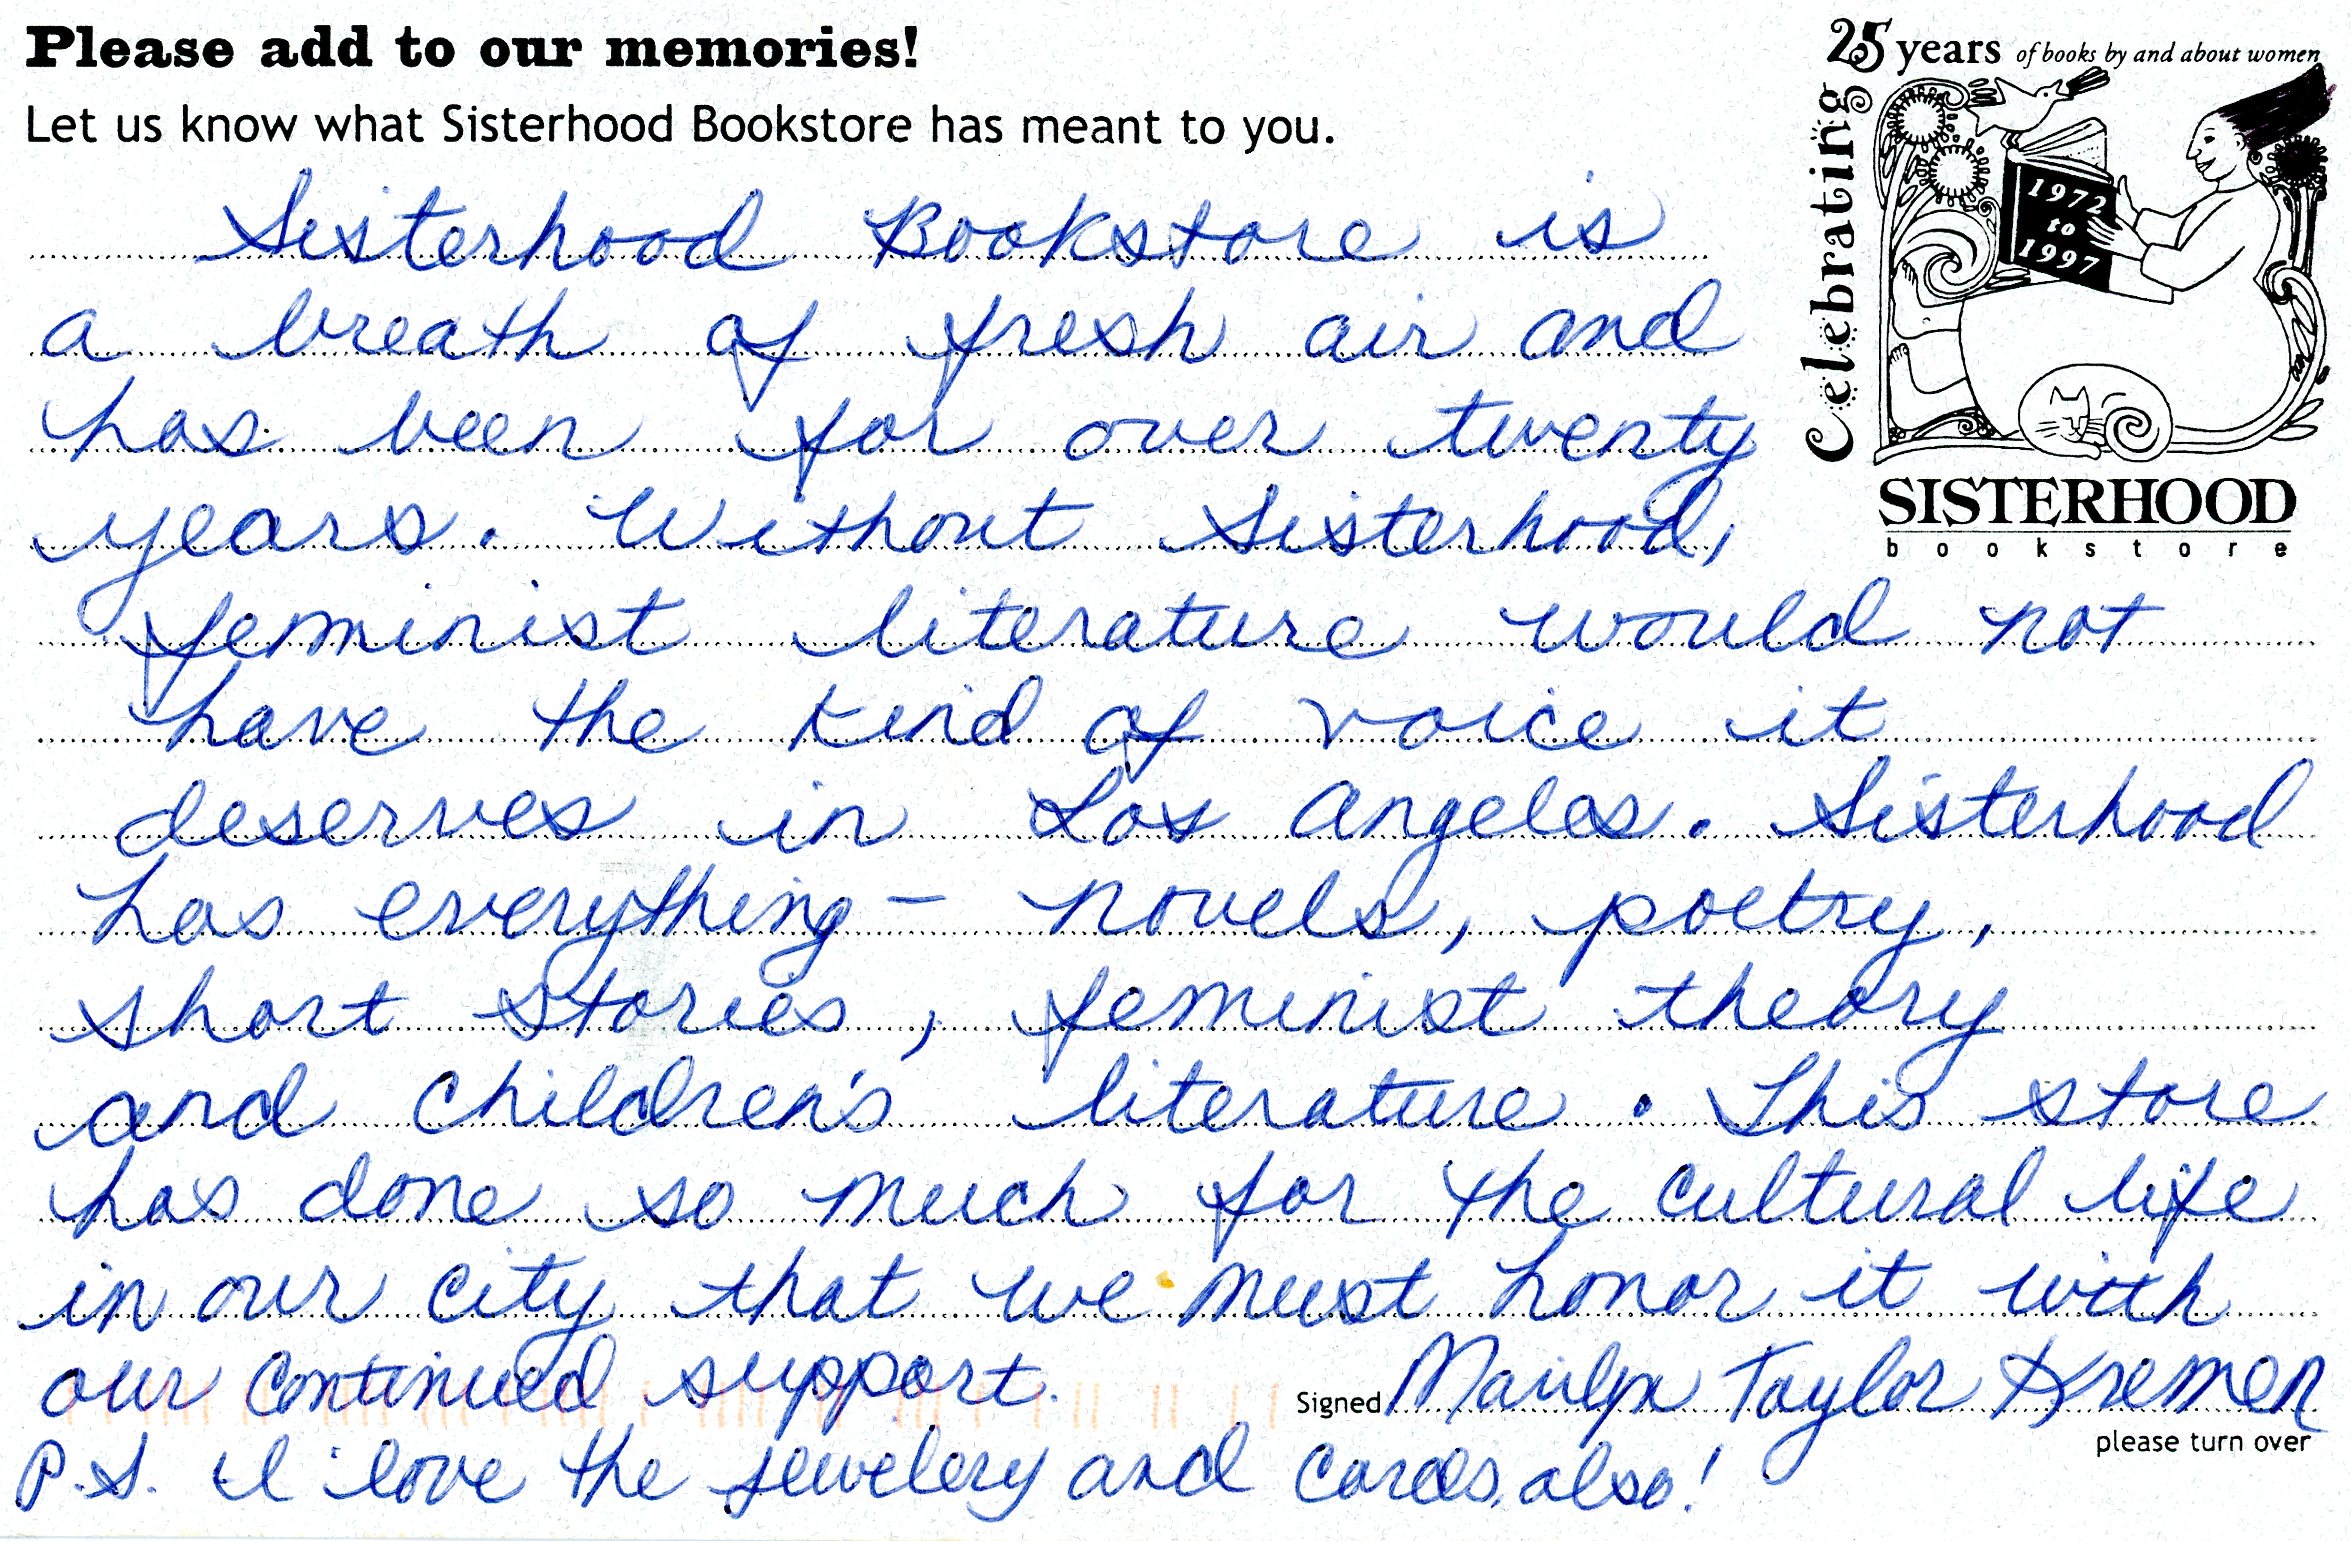 Please add to our memories!
Let us know what Sisterhood Bookstore has meant to you.
25 years of books by and about women
Celebrating
1972
to
1997
SISTERHOOD
bookstore
Sisterhood Bookstore is
a breath of fresh air and
has been for over twenty
years. Without Sisterhood,
feminist literature would not
have the kind of voice it
deserves in Los Angeles. Sisterhood
has everything – novels, poetry,
short stories, feminist theory
and children's literature. This store
has done so much for the cultural life
in our city that we must honor it with
our continued support.
Signed Marilyn Taylor Kremen
please turn over
P.S. I love the jewelery and cards, also!